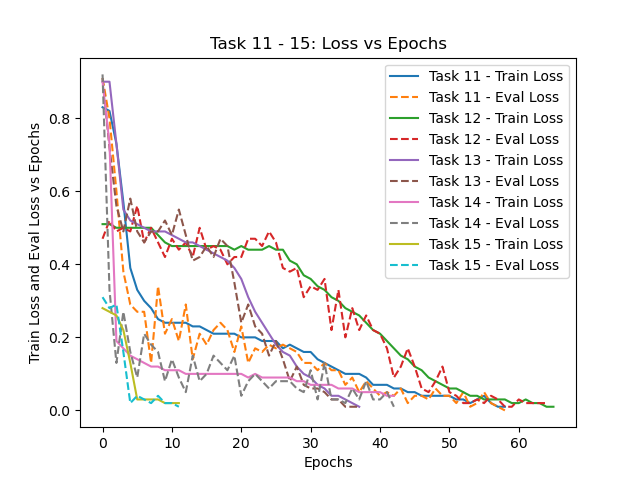 Task 11 - 15: Loss vs Epochs
Train Loss and Eval Loss vs Epochs
0.8
0.6
0.4
0.2
0.0
0
10
20
30
40
50
60
Epochs
Task 11 - Train Loss
Task 11 - Eval Loss
Task 12 - Train Loss
Task 12 - Eval Loss
Task 13 - Train Loss
Task 13 - Eval Loss
Task 14 - Train Loss
Task 14 - Eval Loss
Task 15 - Train Loss
Task 15 - Eval Loss